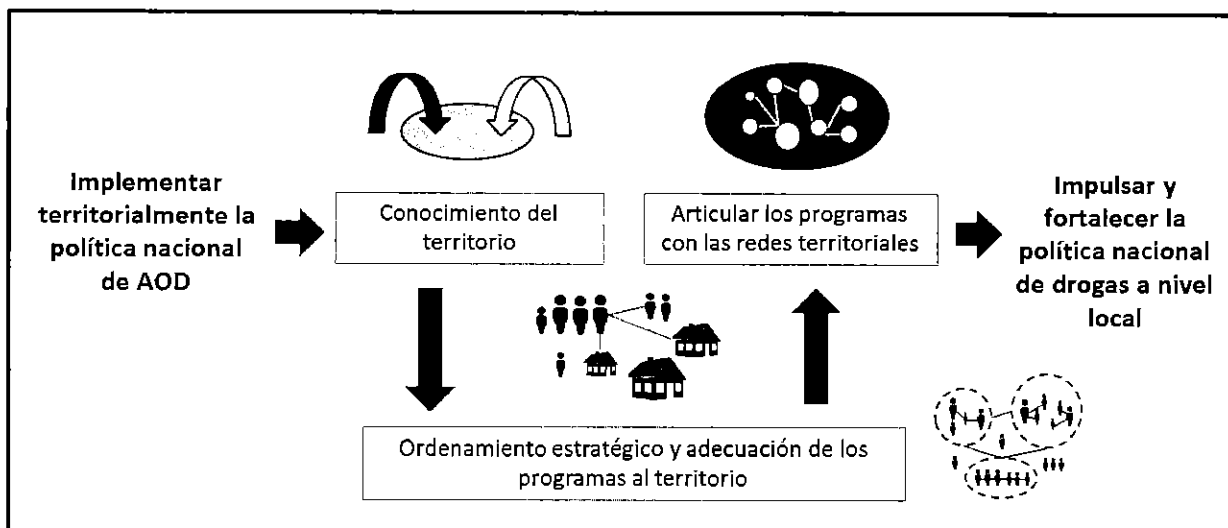 Implementar
territorialmente la
política nacional
de AOD
Conocimiento del
territorio
Articular los programas
con las redes territoriales
Impulsar y
fortalecer la
política nacional
de drogas a nivel
local
Ordenamiento estratégico y adecuación de los
programas al territorio